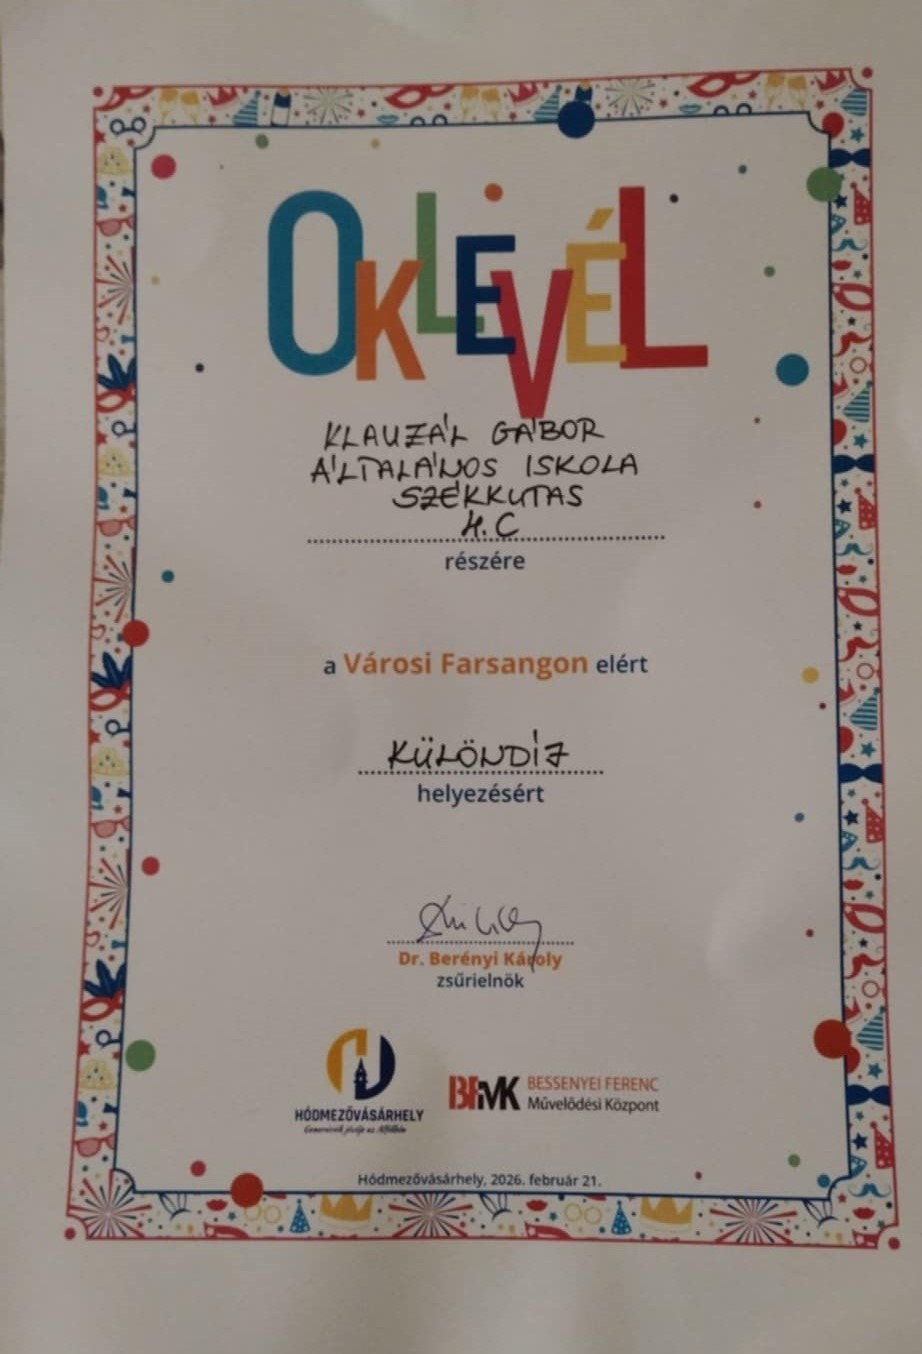 OKLEVÉL
KLAUZÁL GÁBOR
ÁLTALÁNOS ISKOLA
SZÉKKUTAS
4.C
részére
a Városi Farsangon elért
KÜLÖNDÍJ
helyezésért
Dr. Berényi Károly
zsűrielnök
HÓDMEZŐVÁSÁRHELY
BFMK BESSENYEI FERENC
Művelődési Központ
Hódmezővásárhely, 2026. február 21.